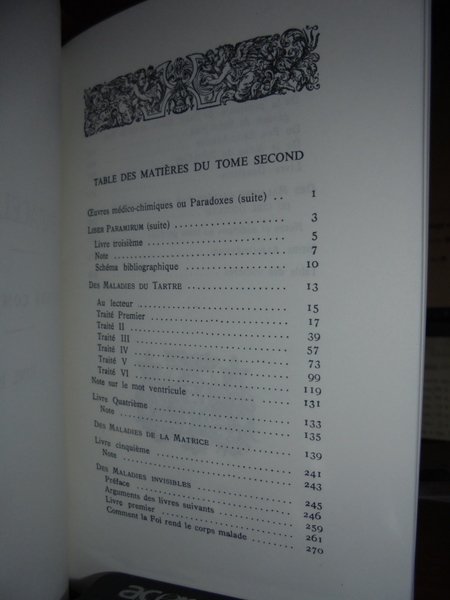 TABLE DES MATIÈRES DU TOME SECOND
Œuvres médico-chimiques ou Paradoxes (suite) .. 1
LIBER PARAMIRUM (suite) .................. 3
Livre troisième ........................ 5
Note .............................. 7
Schéma bibliographique ................ 10
DES MALADIES DU TARTRE .................. 13
Au lecteur .......................... 15
Traité Premier ........................ 17
Traité II ............................ 39
Traité III ............................ 57
Traité IV ............................ 73
Traité V ............................ 99
Traité VI ............................ 119
Note sur le mot ventricule .................. 131
Livre Quatrième .......................... 133
Note .............................. 135
DES MALADIES DE LA MATRICE .............. 139
Livre cinquième .......................... 241
Note .............................. 243
DES MALADIES INVISIBLES .................. 245
Préface .............................. 246
Arguments des livres suivants .............. 259
Livre premier .......................... 261
Comment la Foi rend le corps malade ........ 270